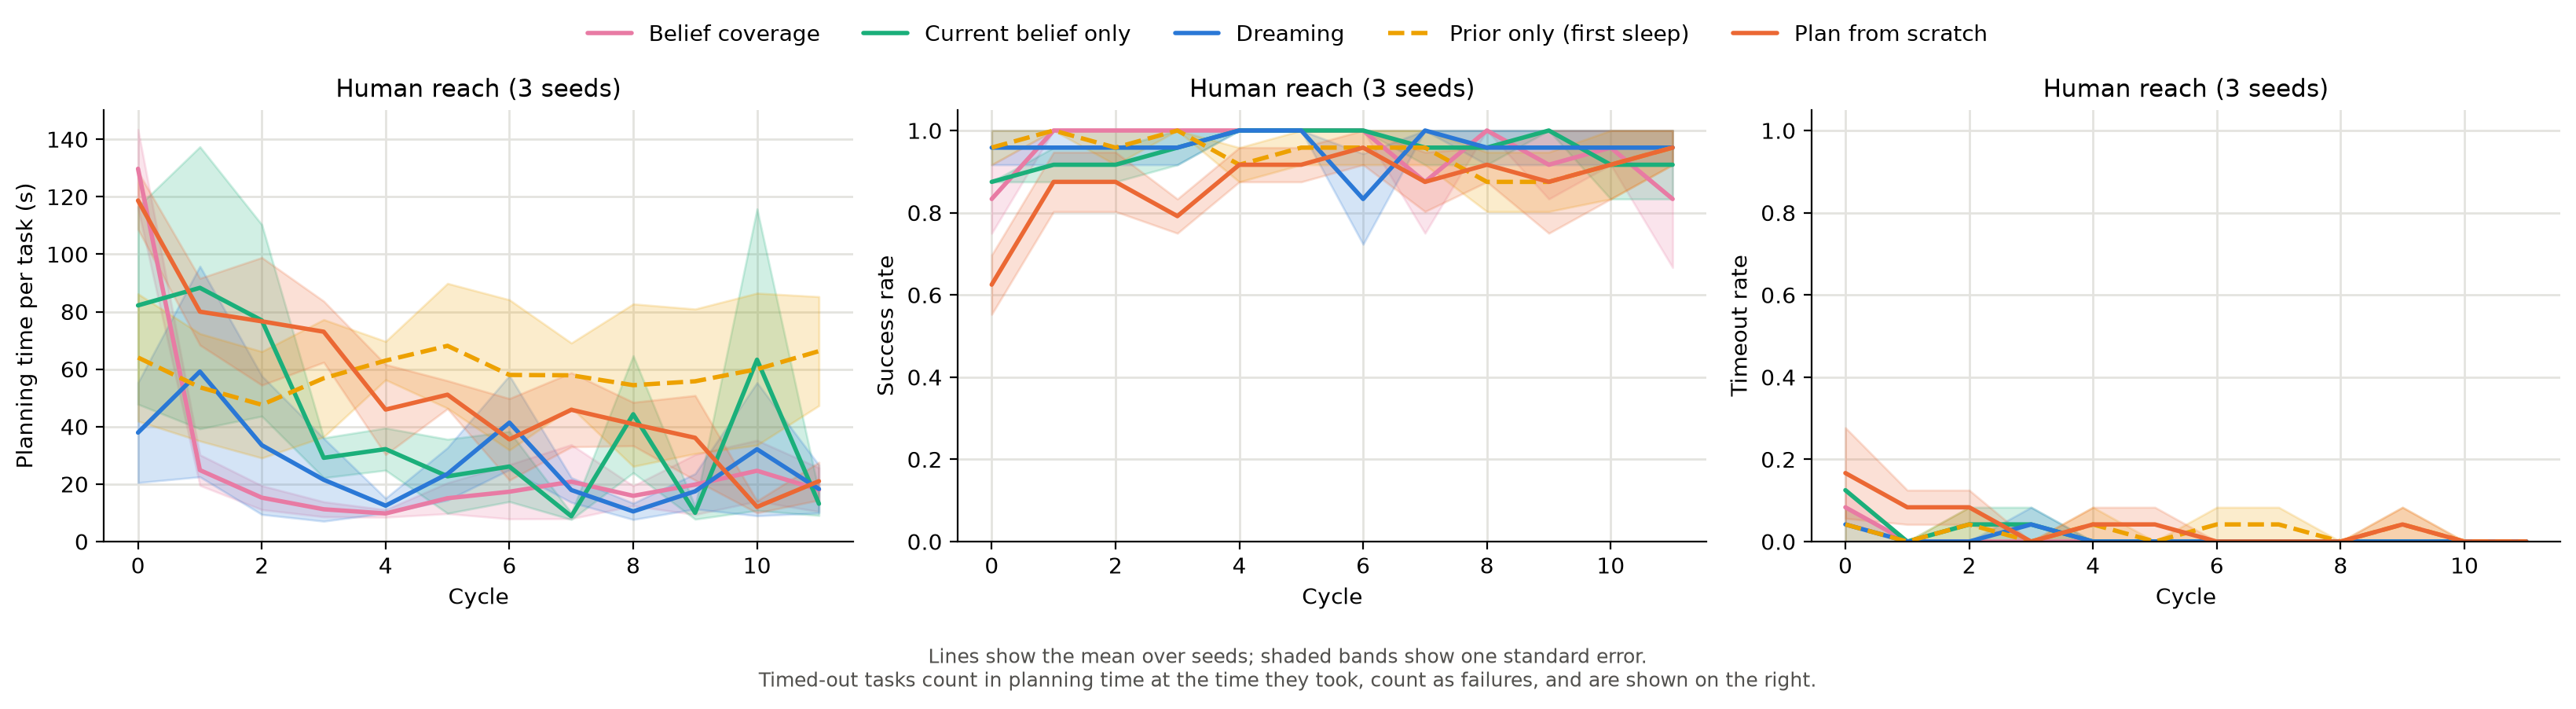 Belief coverage Current belief only Dreaming Prior only (first sleep) Plan from scratch
Human reach (3 seeds)
Planning time per task (s)
140
120
100
80
60
40
20
0
0 2 4 6 8 10
Cycle
Human reach (3 seeds)
Success rate
1.0
0.8
0.6
0.4
0.2
0.0
0 2 4 6 8 10
Cycle
Human reach (3 seeds)
Timeout rate
1.0
0.8
0.6
0.4
0.2
0.0
0 2 4 6 8 10
Cycle
Lines show the mean over seeds; shaded bands show one standard error.
Timed-out tasks count in planning time at the time they took, count as failures, and are shown on the right.